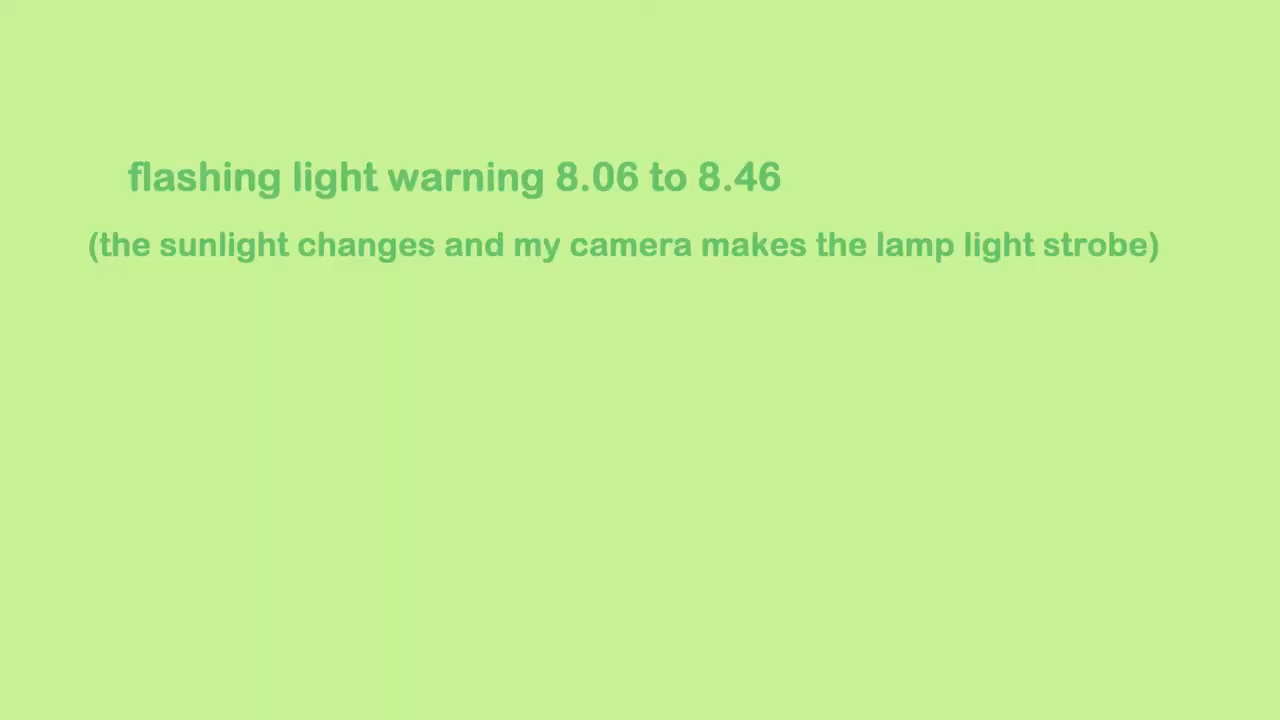 flashing light warning 8.06 to 8.46
(the sunlight changes and my camera makes the lamp light strobe)